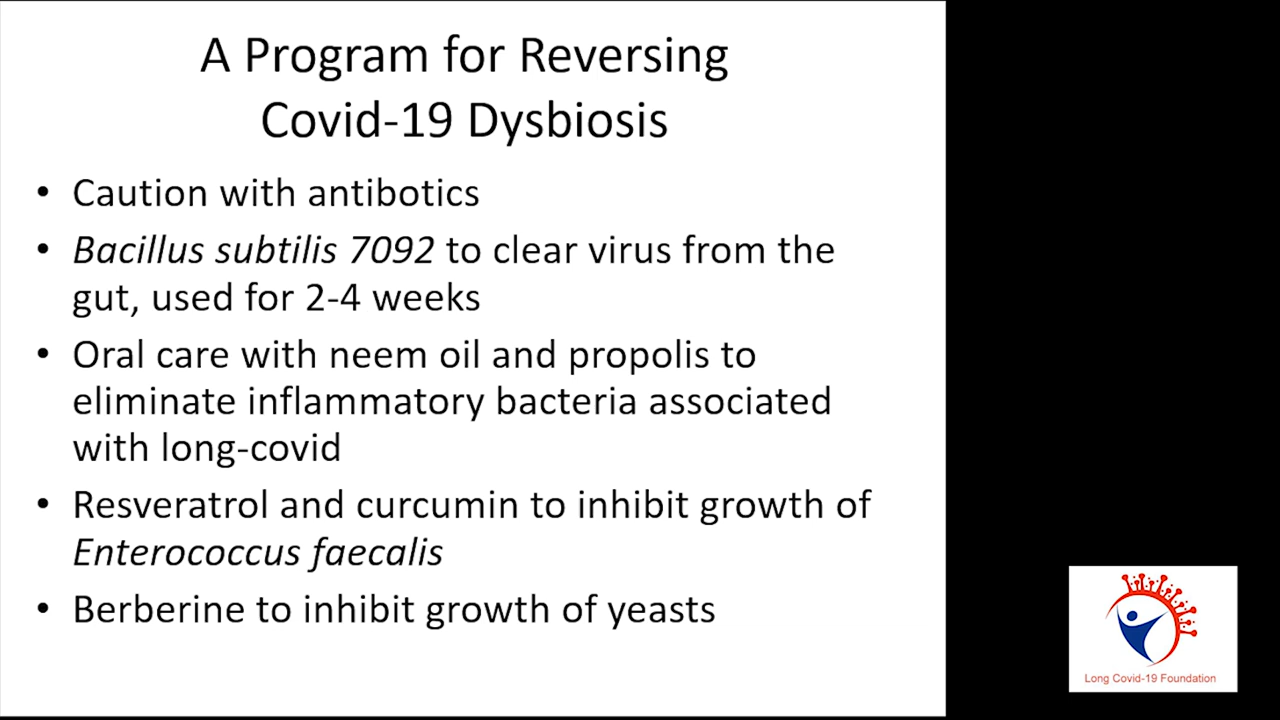 A Program for Reversing
Covid-19 Dysbiosis
• Caution with antibotics
• Bacillus subtilis 7092 to clear virus from the
gut, used for 2-4 weeks
• Oral care with neem oil and propolis to
eliminate inflammatory bacteria associated
with long-covid
• Resveratrol and curcumin to inhibit growth of
Enterococcus faecalis
• Berberine to inhibit growth of yeasts
Long Covid-19 Foundation